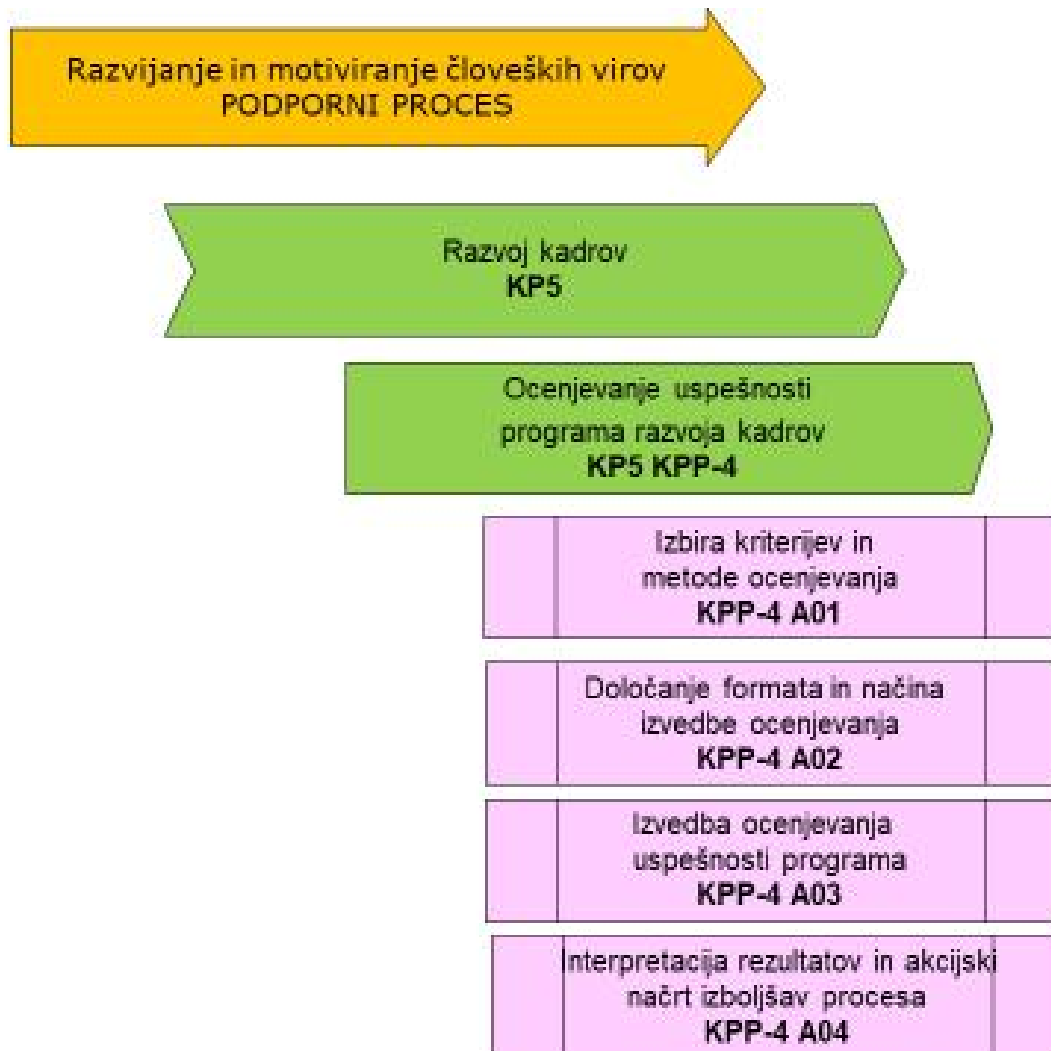 Razvijanje in motiviranje človeških virov
PODPORNI PROCES
Razvoj kadrov
KP5
Ocenjevanje uspešnosti
programa razvoja kadrov
KP5 KPP-4
Izbira kriterijev in
metode ocenjevanja
KPP-4 A01
Določanje formata in načina
izvedbe ocenjevanja
KPP-4 A02
Izvedba ocenjevanja
uspešnosti programa
KPP-4 A03
Interpretacija rezultatov in akcijski
načrt izboljšav procesa
KPP-4 A04